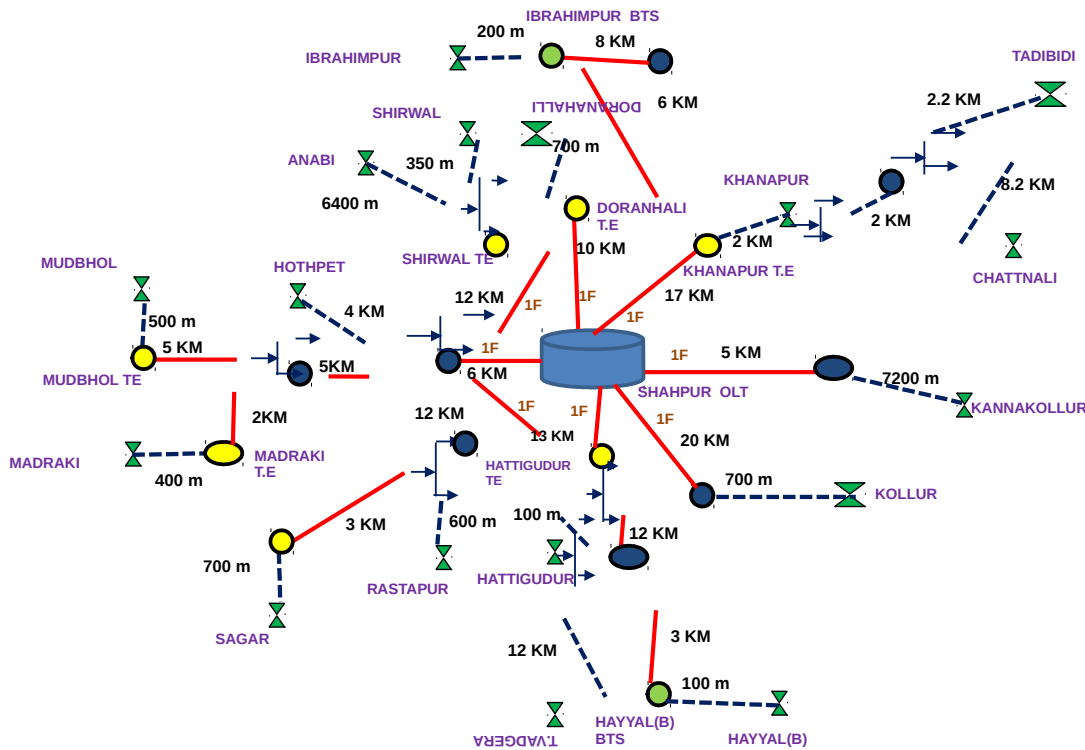 IBRAHIMPUR BTS
200 m
8 KM
IBRAHIMPUR
TADIBIDI
6 KM
2.2 KM
DORANAHALLI
SHIRWAL
700 m
ANABI
350 m
KHANAPUR
8.2 KM
6400 m
DORANHALI
T.E
2 KM
2 KM
10 KM
SHIRWAL TE
KHANAPUR T.E
CHATTNALI
MUDBHOL
HOTHPET
12 KM
17 KM
1F
1F
1F
4 KM
500 m
5 KM
1F
1F
5 KM
MUDBHOL TE
5KM
6 KM
7200 m
SHAHPUR OLT
KANNAKOLLUR
1F
1F
1F
2KM
12 KM
13 KM
20 KM
MADRAKI
MADRAKI
T.E
HATTIGUDUR
TE
400 m
700 m
KOLLUR
3 KM
600 m
100 m
12 KM
700 m
RASTAPUR
HATTIGUDUR
SAGAR
12 KM
3 KM
100 m
T.VADGERA
HAYYAL(B)
BTS
HAYYAL(B)